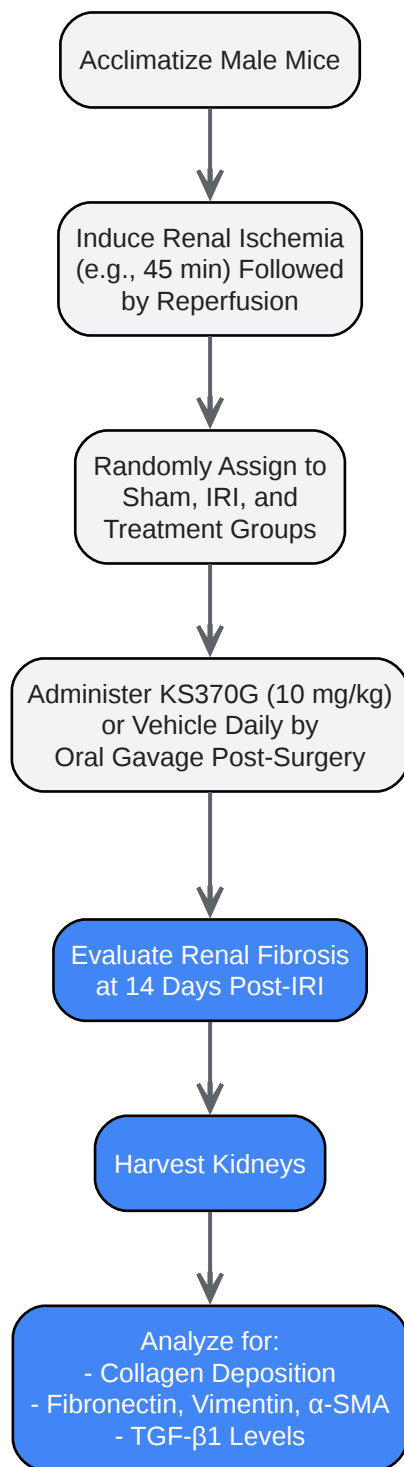 Acclimatize Male Mice
Induce Renal Ischemia
(e.g., 45 min) Followed
by Reperfusion
Randomly Assign to
Sham, IRI, and
Treatment Groups
Administer KS370G (10 mg/kg)
or Vehicle Daily by
Oral Gavage Post-Surgery
Evaluate Renal Fibrosis
at 14 Days Post-IRI
Harvest Kidneys
Analyze for:
- Collagen Deposition
- Fibronectin, Vimentin, α-SMA
- TGF-β1 Levels